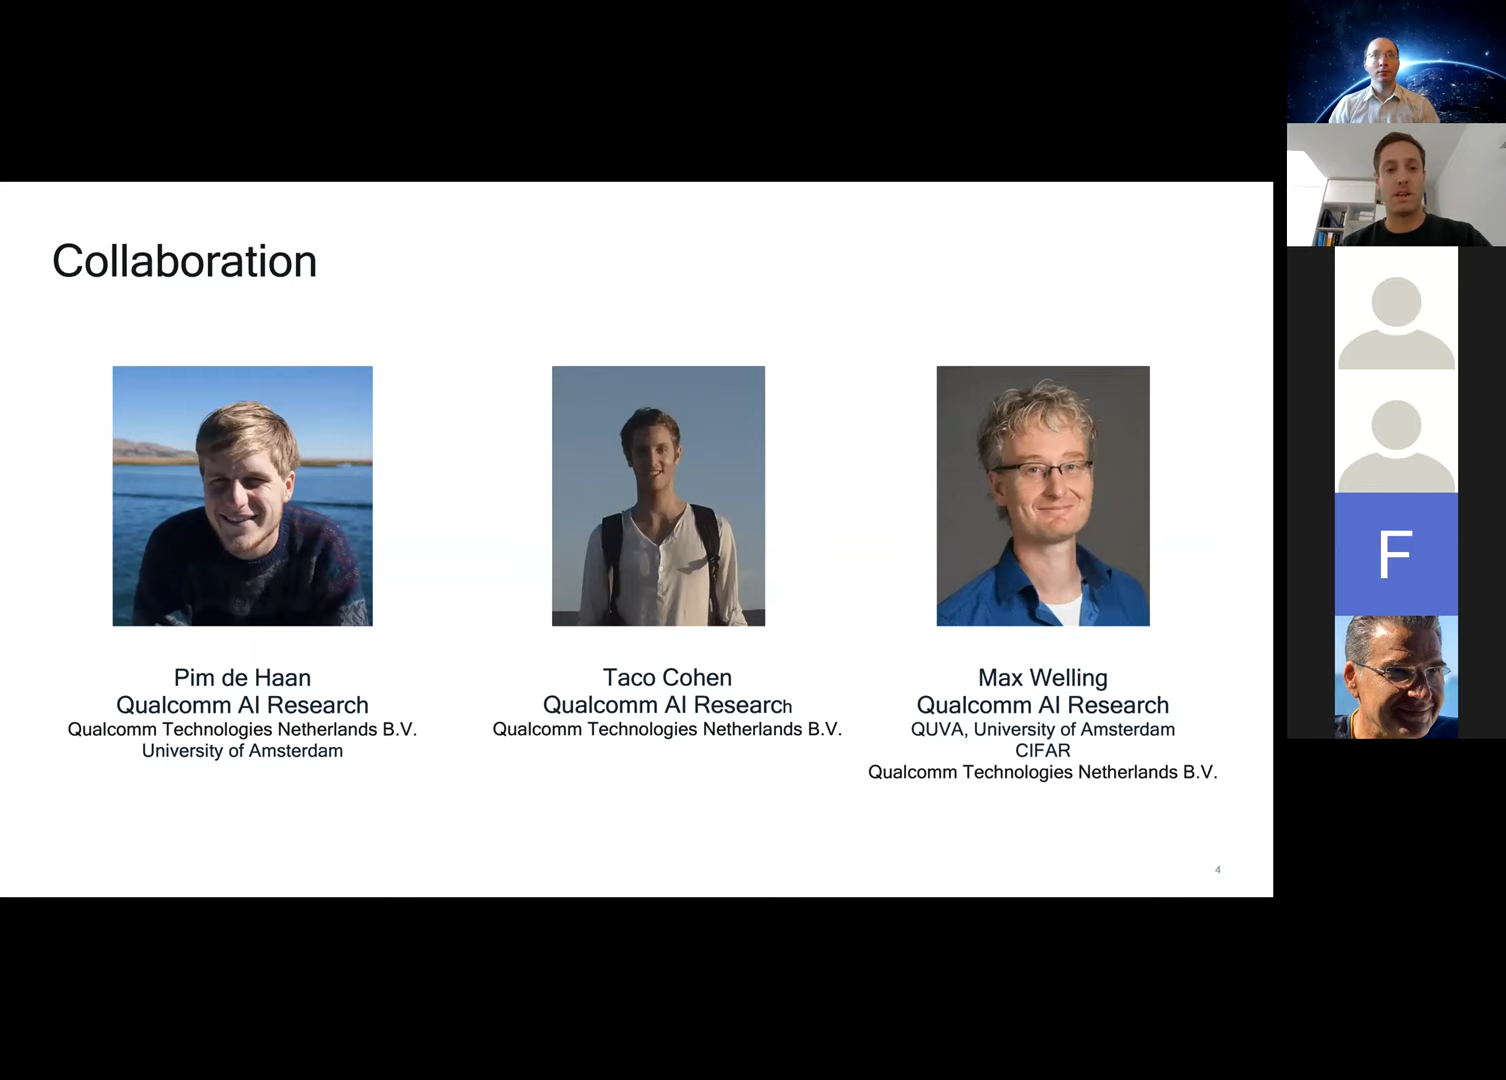 Collaboration
Pim de Haan
Qualcomm AI Research
Qualcomm Technologies Netherlands B.V.
University of Amsterdam
Taco Cohen
Qualcomm AI Research
Qualcomm Technologies Netherlands B.V.
Max Welling
Qualcomm AI Research
QUVA, University of Amsterdam
CIFAR
Qualcomm Technologies Netherlands B.V.
4
F